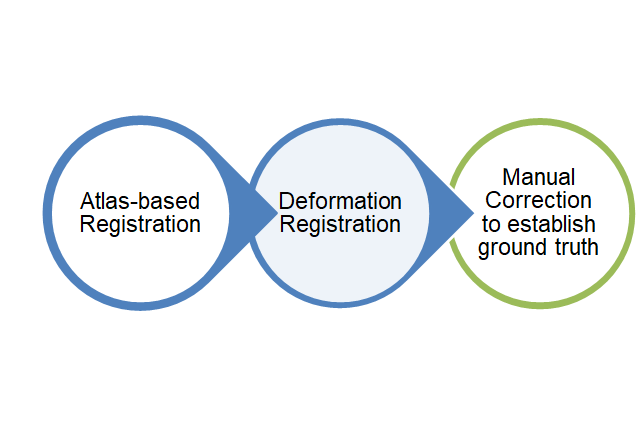 Atlas-based
Registration
Deformation
Registration
Manual
Correction
to establish
ground truth